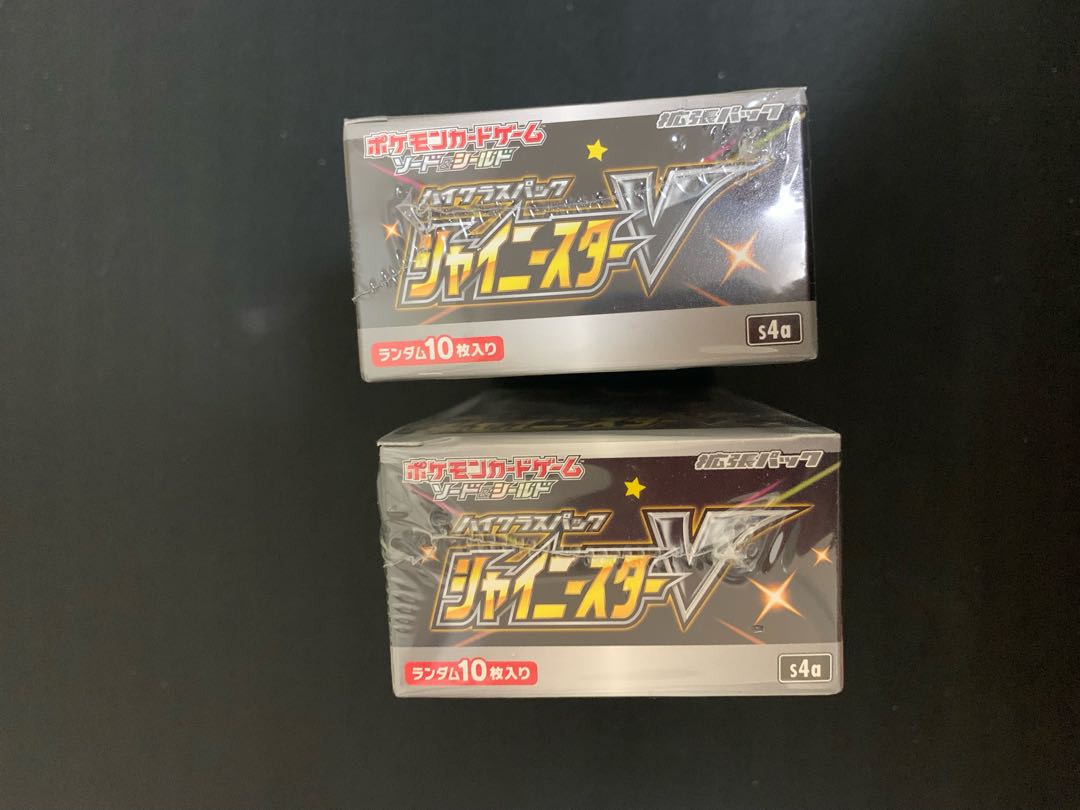 ポケモンカードゲーム
拡張パック
ソード&シールド
ハイクラスパック
シャイニースターV
ランダム10枚入り
s4a
ポケモンカードゲーム
拡張パック
ソード&シールド
ハイクラスパック
シャイニースターV
ランダム10枚入り
s4a